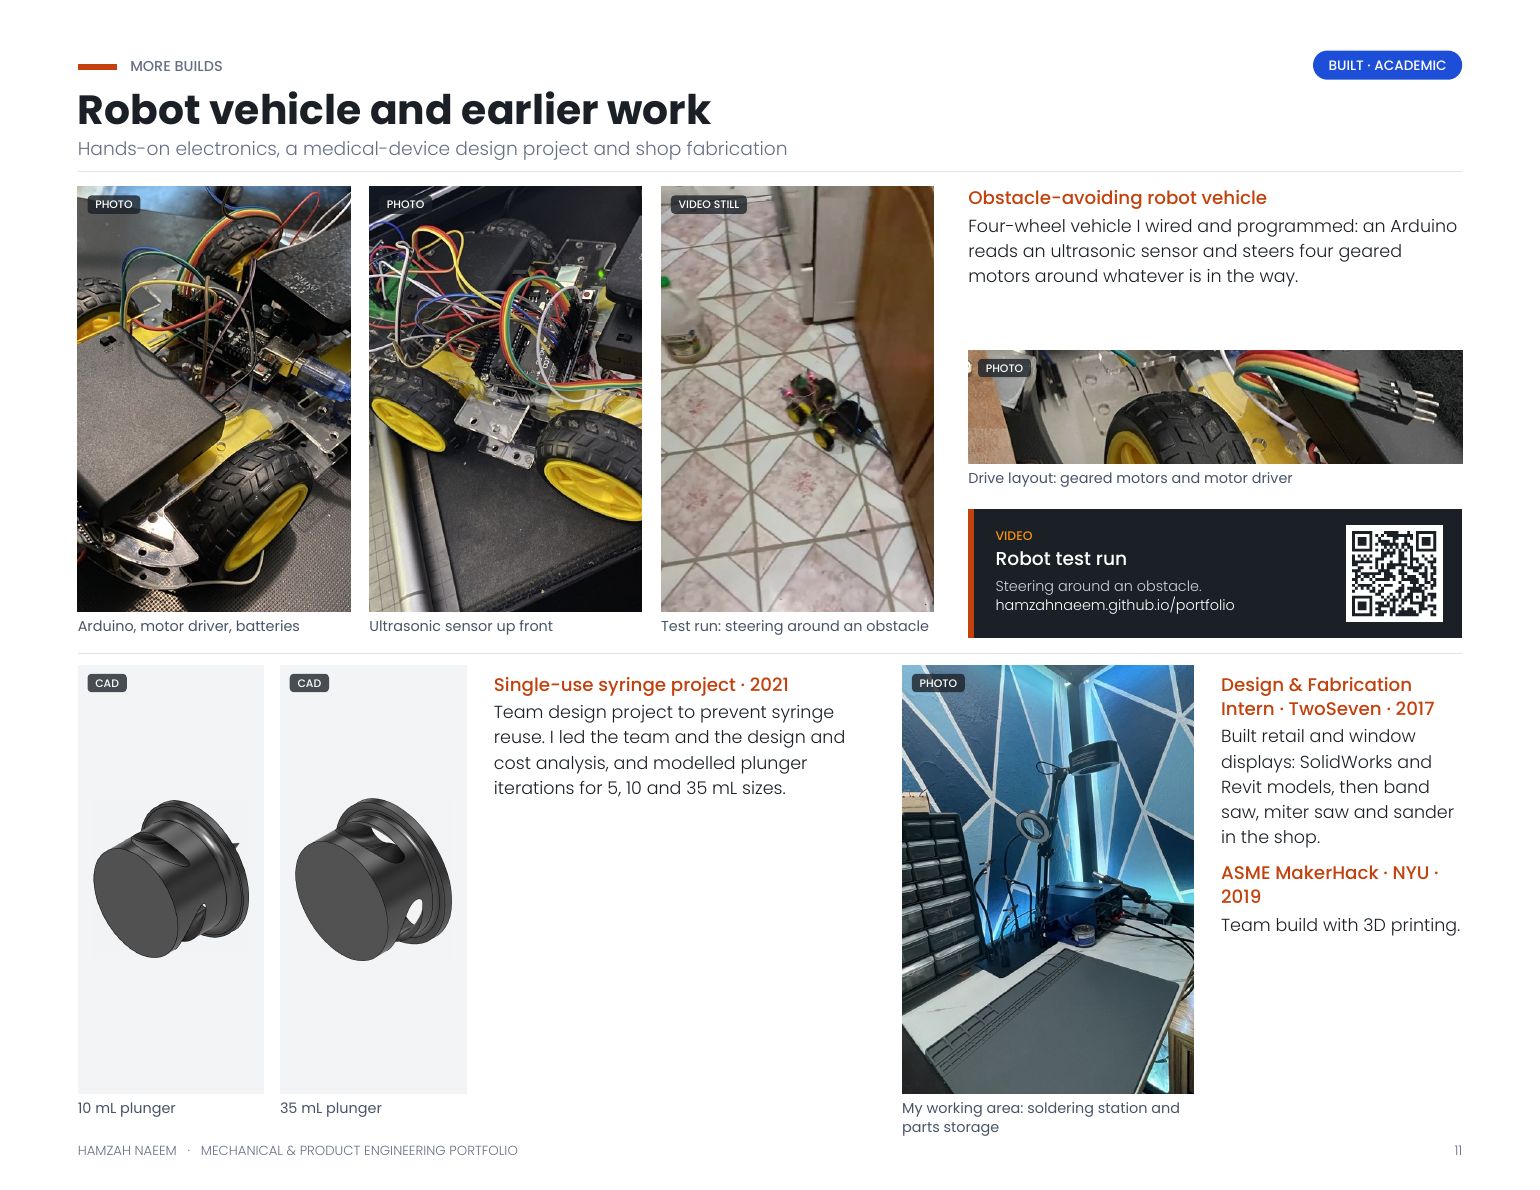 MORE BUILDS
BUILT · ACADEMIC
Robot vehicle and earlier work
Hands-on electronics, a medical-device design project and shop fabrication
PHOTO
PHOTO
VIDEO STILL
Arduino, motor driver, batteries
Ultrasonic sensor up front
Test run: steering around an obstacle
Obstacle-avoiding robot vehicle
Four-wheel vehicle I wired and programmed: an Arduino
reads an ultrasonic sensor and steers four geared
motors around whatever is in the way.
PHOTO
Drive layout: geared motors and motor driver
VIDEO
Robot test run
Steering around an obstacle.
hamzahnaeem.github.io/portfolio
CAD
CAD
10 mL plunger
35 mL plunger
Single-use syringe project · 2021
Team design project to prevent syringe
reuse. I led the team and the design and
cost analysis, and modelled plunger
iterations for 5, 10 and 35 mL sizes.
PHOTO
My working area: soldering station and
parts storage
Design & Fabrication
Intern · TwoSeven · 2017
Built retail and window
displays: SolidWorks and
Revit models, then band
saw, miter saw and sander
in the shop.
ASME MakerHack · NYU ·
2019
Team build with 3D printing.
HAMZAH NAEEM · MECHANICAL & PRODUCT ENGINEERING PORTFOLIO
11